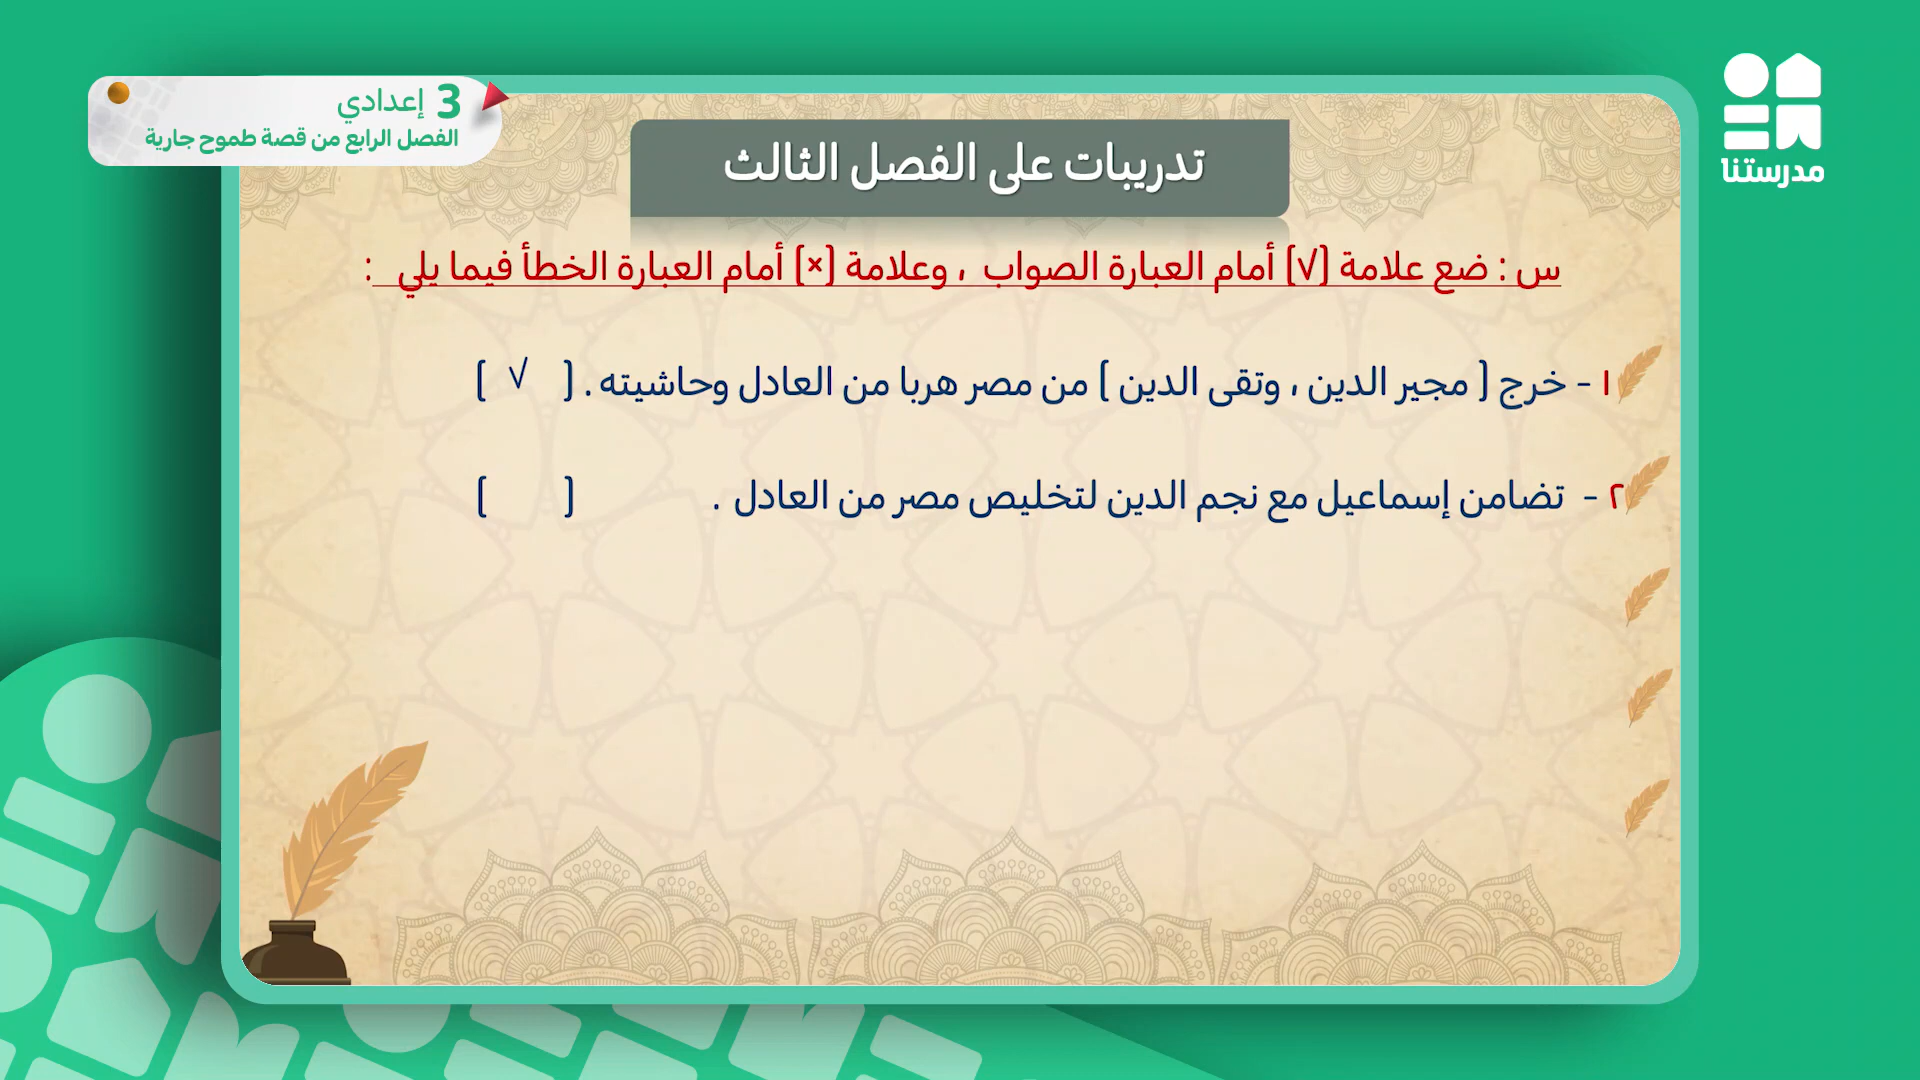 3 إعدادي
الفصل الرابع من قصة طموح جارية
مدرستنا
تدريبات على الفصل الثالث
س : ضع علامة (√) أمام العبارة الصواب ، وعلامة (×) أمام العبارة الخطأ فيما يلي :
١ - خرج ( مجير الدين ، وتقى الدين ) من مصر هربا من العادل وحاشيته . ( √ )
٢ - تضامن إسماعيل مع نجم الدين لتخليص مصر من العادل . ( )